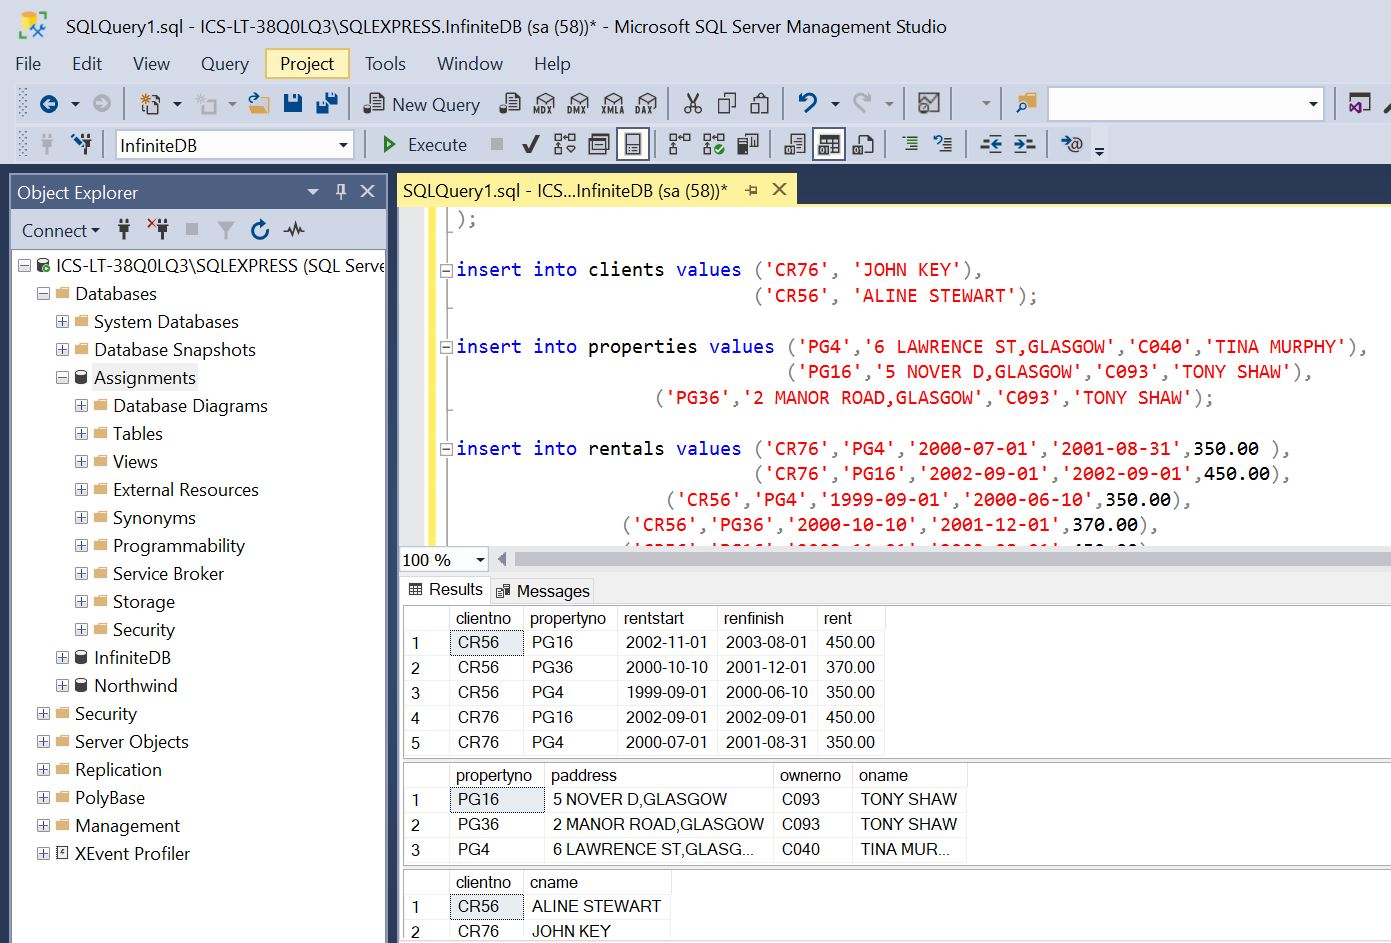 SQLQuery1.sql - ICS-LT-38Q0LQ3\SQLEXPRESS.InfiniteDB (sa (58))* - Microsoft SQL Server Management Studio
File Edit View Query Project Tools Window Help
New Query MDX DMX XMLA DAX
InfiniteDB Execute
Object Explorer
Connect
ICS-LT-38Q0LQ3\SQLEXPRESS (SQL Serve
Databases
System Databases
Database Snapshots
Assignments
Database Diagrams
Tables
Views
External Resources
Synonyms
Programmability
Service Broker
Storage
Security
InfiniteDB
Northwind
Security
Server Objects
Replication
PolyBase
Management
XEvent Profiler
SQLQuery1.sql - ICS...InfiniteDB (sa (58))*
);
insert into clients values ('CR76', 'JOHN KEY'),
('CR56', 'ALINE STEWART');
insert into properties values ('PG4','6 LAWRENCE ST,GLASGOW','C040','TINA MURPHY'),
('PG16','5 NOVER D,GLASGOW','C093','TONY SHAW'),
('PG36','2 MANOR ROAD,GLASGOW','C093','TONY SHAW');
insert into rentals values ('CR76','PG4','2000-07-01','2001-08-31',350.00 ),
('CR76','PG16','2002-09-01','2002-09-01',450.00),
('CR56','PG4','1999-09-01','2000-06-10',350.00),
('CR56','PG36','2000-10-10','2001-12-01',370.00),
100 %
Results Messages
clientno propertyno rentstart renfinish rent
1 CR56 PG16 2002-11-01 2003-08-01 450.00
2 CR56 PG36 2000-10-10 2001-12-01 370.00
3 CR56 PG4 1999-09-01 2000-06-10 350.00
4 CR76 PG16 2002-09-01 2002-09-01 450.00
5 CR76 PG4 2000-07-01 2001-08-31 350.00
propertyno paddress ownerno oname
1 PG16 5 NOVER D,GLASGOW C093 TONY SHAW
2 PG36 2 MANOR ROAD,GLASGOW C093 TONY SHAW
3 PG4 6 LAWRENCE ST,GLASG... C040 TINA MUR...
clientno cname
1 CR56 ALINE STEWART
2 CR76 JOHN KEY